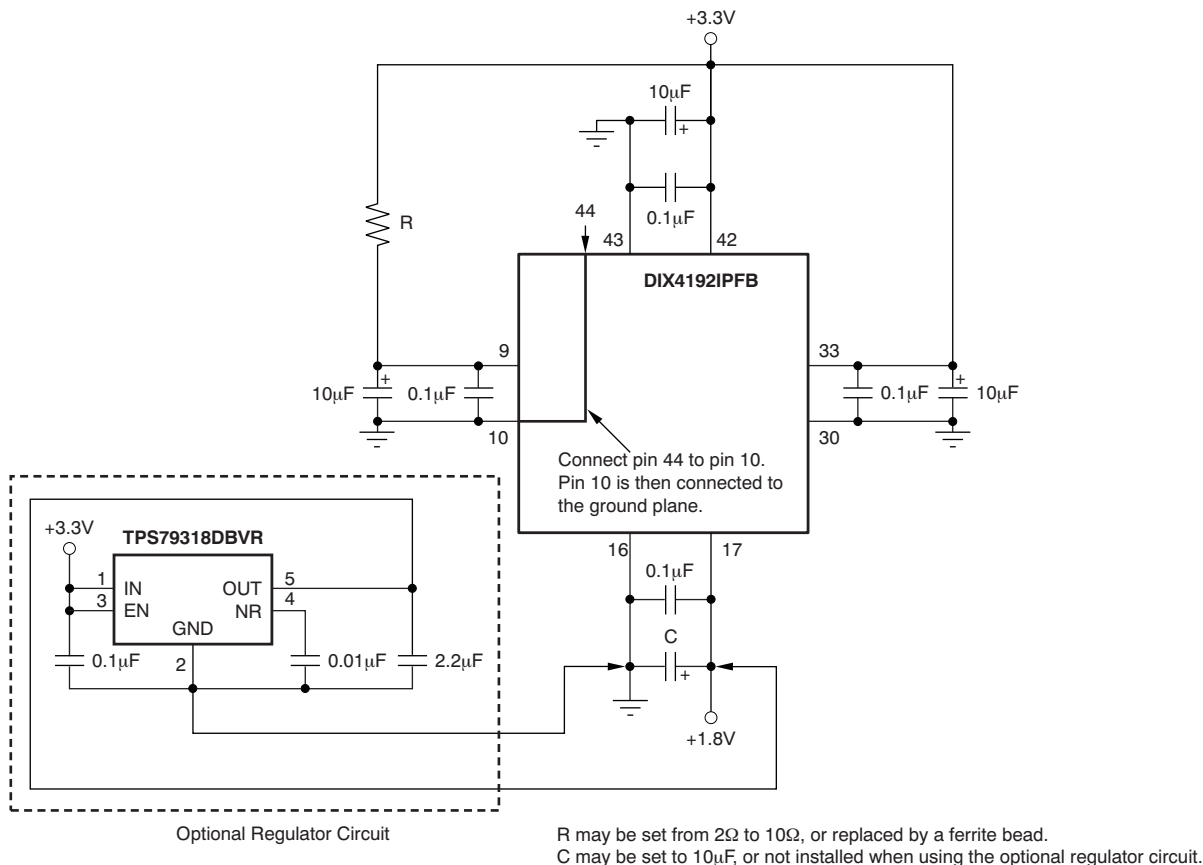 +3.3V
10μF
+
0.1μF
44
43
42
R
DIX4192IPFB
9
33
10μF
+
0.1μF
0.1μF
+
10μF
10
30
Connect pin 44 to pin 10.
Pin 10 is then connected to
the ground plane.
+3.3V
TPS79318DBVR
16
17
1
IN
OUT
5
3
EN
NR
4
GND
2
0.1μF
0.01μF
2.2μF
0.1μF
C
+
+1.8V
Optional Regulator Circuit
R may be set from 2Ω to 10Ω, or replaced by a ferrite bead.
C may be set to 10μF, or not installed when using the optional regulator circuit.